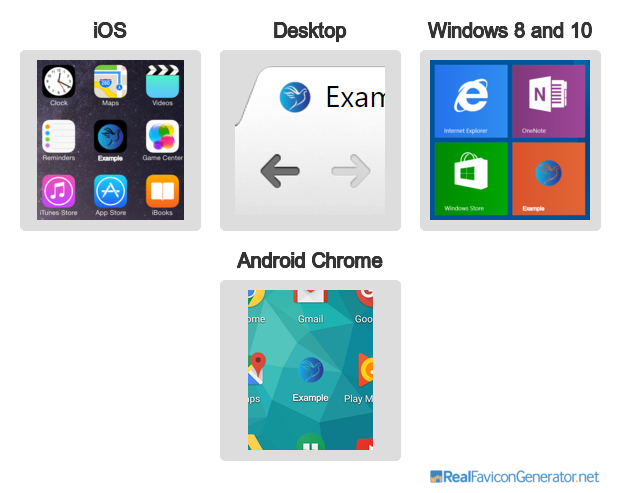 iOS
Desktop
Windows 8 and 10
Clock
Maps
Videos
Reminders
Example
Game Center
iTunes Store
App Store
iBooks
Exam
Internet Explorer
N
OneNote
Windows Store
Example
Android Chrome
ome
Gmail
Goo
aps
Example
Play M
RealFaviconGenerator.net